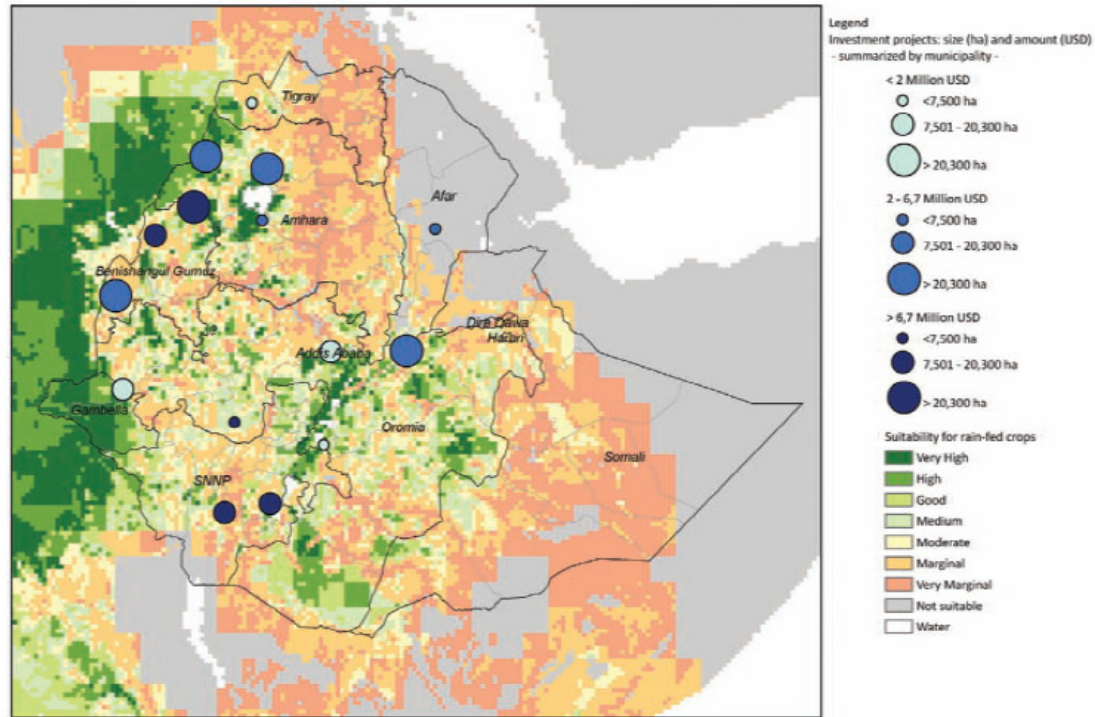 Legend
Investment projects: size (ha) and amount (USD)
- summarized by municipality -
< 2 Million USD
<7,500 ha
7,501 - 20,300 ha
> 20,300 ha
2 - 6,7 Million USD
<7,500 ha
7,501 - 20,300 ha
> 20,300 ha
> 6,7 Million USD
<7,500 ha
7,501 - 20,300 ha
> 20,300 ha
Suitability for rain-fed crops
Very High
High
Good
Medium
Moderate
Marginal
Very Marginal
Not suitable
Water
Tigray
Afar
Amhara
Benishangul Gumuz
Dire Dawa
Harari
Addis Ababa
Gambella
Oromia
Somali
SNNP